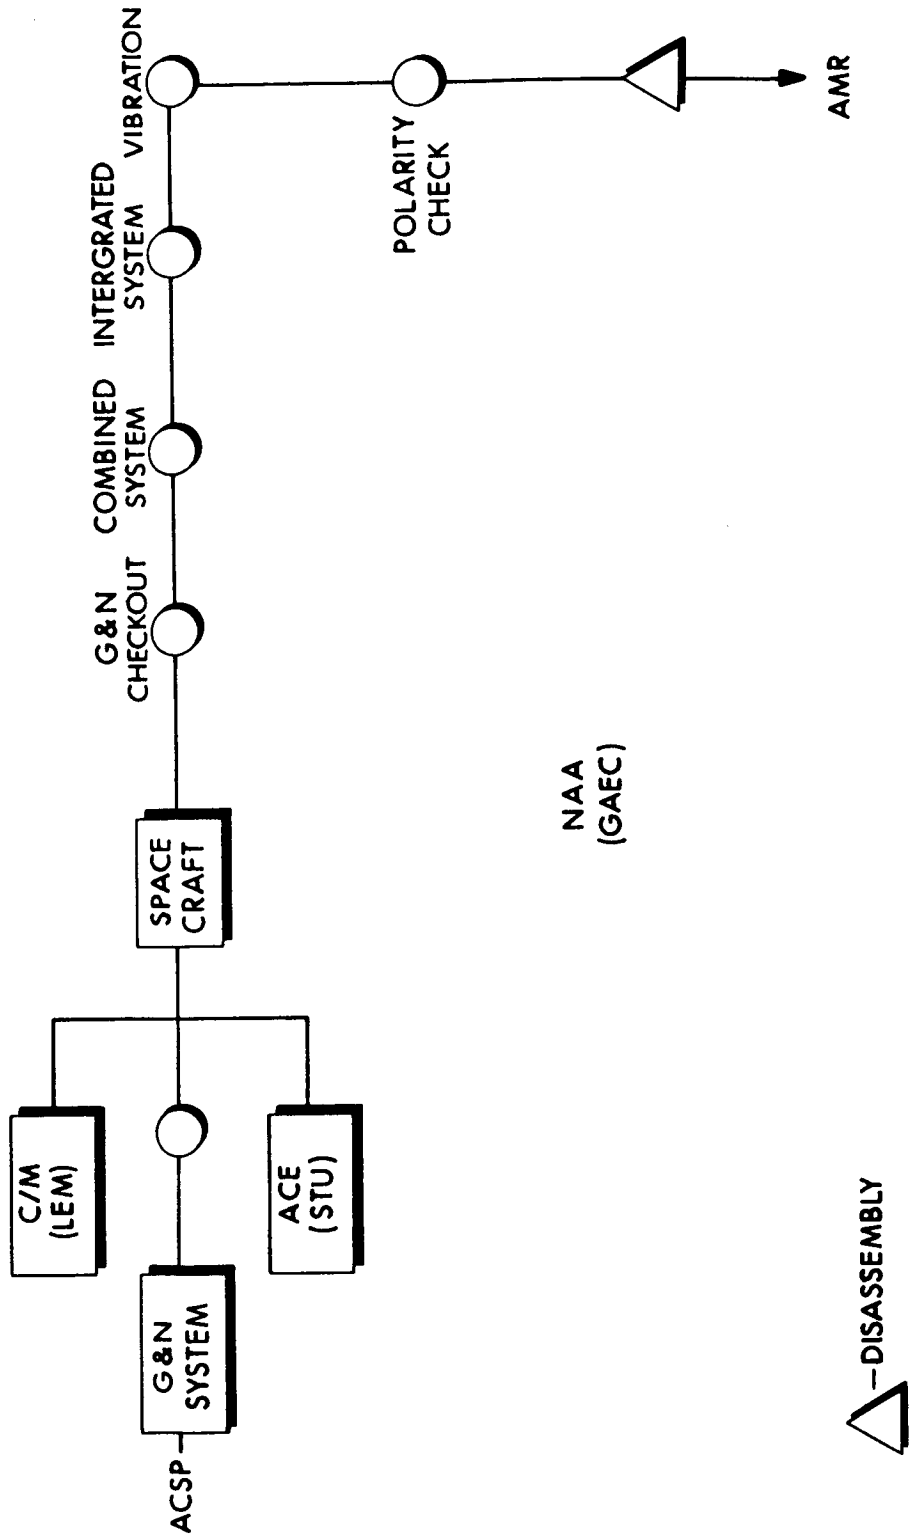 C/M
(LEM)
ACSP
G&N
SYSTEM
ACE
(STU)
SPACE
CRAFT
G&N
CHECKOUT
COMBINED
SYSTEM
INTERGRATED
SYSTEM
VIBRATION
POLARITY
CHECK
AMR
NAA
(GAEC)
—DISASSEMBLY